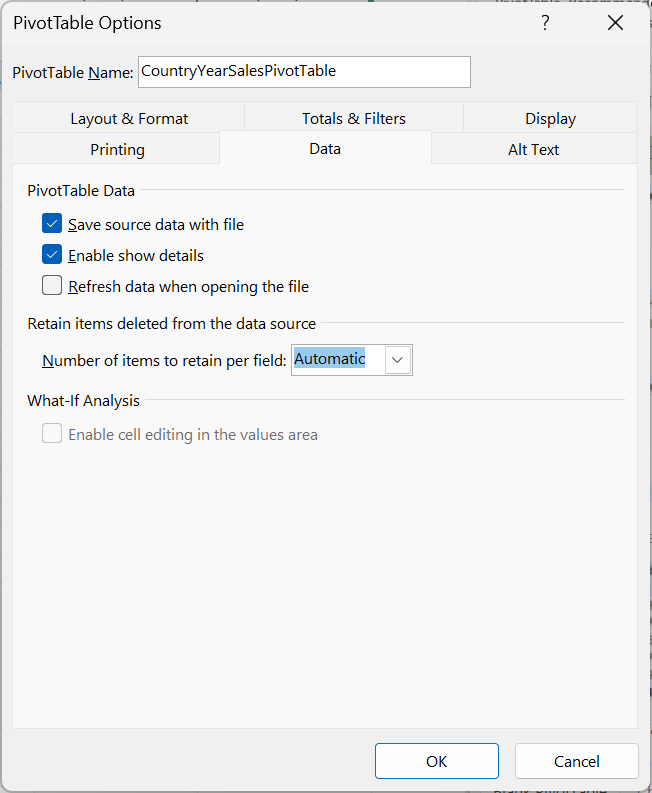 PivotTable Options
?
PivotTable Name: CountryYearSalesPivotTable
Layout & Format Totals & Filters Display
Printing Data Alt Text
PivotTable Data
Save source data with file
Enable show details
Refresh data when opening the file
Retain items deleted from the data source
Number of items to retain per field: Automatic
What-If Analysis
Enable cell editing in the values area
OK Cancel